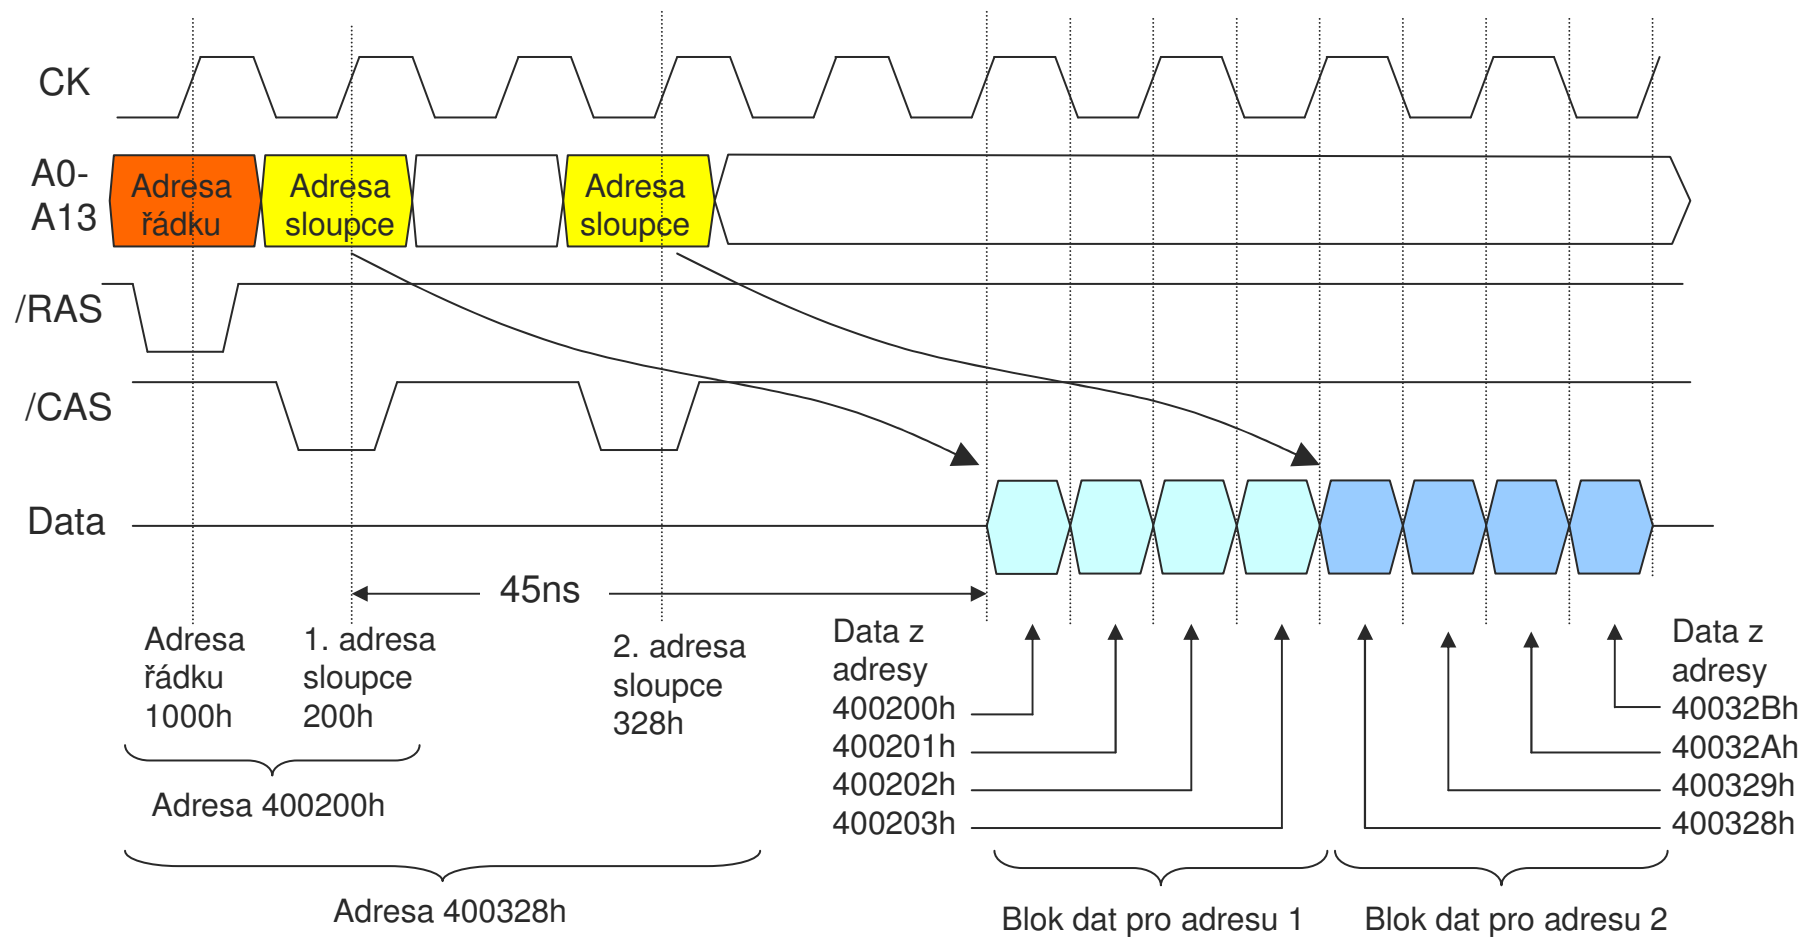 CK
A0-
A13
Adresa
řádku
Adresa
sloupce
Adresa
sloupce
/RAS
/CAS
Data
45ns
Adresa
řádku
1000h
1. adresa
sloupce
200h
2. adresa
sloupce
328h
Data z
adresy
400200h
400201h
400202h
400203h
Data z
adresy
40032Bh
40032Ah
400329h
400328h
Adresa 400200h
Adresa 400328h
Blok dat pro adresu 1
Blok dat pro adresu 2